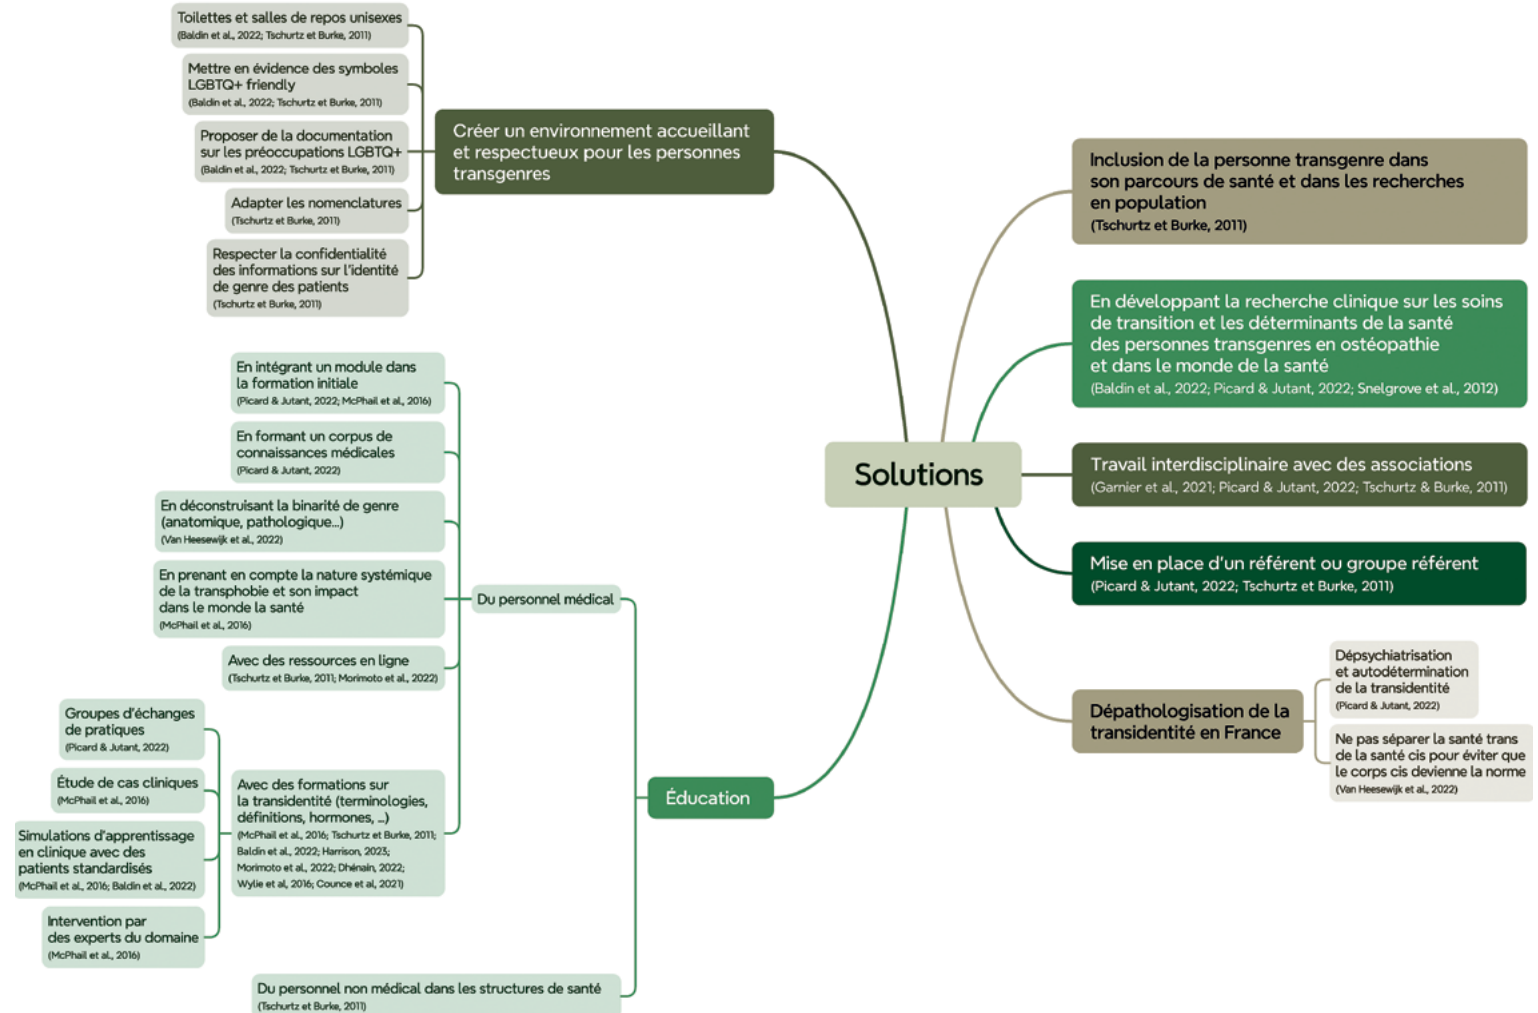 Toilettes et salles de repos unisexes
(Baldin et al., 2022; Tschurtz et Burke, 2011)
Mettre en évidence des symboles
LGBTQ+ friendly
(Baldin et al., 2022; Tschurtz et Burke, 2011)
Proposer de la documentation
sur les préoccupations LGBTQ+
(Baldin et al., 2022; Tschurtz et Burke, 2011)
Adapter les nomenclatures
(Tschurtz et Burke, 2011)
Respecter la confidentialité
des informations sur l'identité
de genre des patients
(Tschurtz et Burke, 2011)
Créer un environnement accueillant
et respectueux pour les personnes
transgenres
En intégrant un module dans
la formation initiale
(Picard & Jutant, 2022; McPhail et al., 2016)
En formant un corpus de
connaissances médicales
(Picard & Jutant, 2022)
En déconstruisant la binarité de genre
(anatomique, pathologique...)
(Van Heesewijk et al., 2022)
En prenant en compte la nature systémique
de la transphobie et son impact
dans le monde la santé
(McPhail et al., 2016)
Avec des ressources en ligne
(Tschurtz et Burke, 2011; Morimoto et al., 2022)
Groupes d'échanges
de pratiques
(Picard & Jutant, 2022)
Étude de cas cliniques
(McPhail et al., 2016)
Simulations d'apprentissage
en clinique avec des
patients standardisés
(McPhail et al., 2016; Baldin et al., 2022)
Intervention par
des experts du domaine
(McPhail et al., 2016)
Avec des formations sur
la transidentité (terminologies,
définitions, hormones, ...)
(McPhail et al., 2016; Tschurtz et Burke, 2011;
Baldin et al., 2022; Harrison, 2023;
Morimoto et al., 2022; Dhénain, 2022;
Wylie et al, 2016; Counce et al, 2021)
Du personnel médical
Du personnel non médical dans les structures de santé
(Tschurtz et Burke, 2011)
Éducation
Solutions
Inclusion de la personne transgenre dans
son parcours de santé et dans les recherches
en population
(Tschurtz et Burke, 2011)
En développant la recherche clinique sur les soins
de transition et les déterminants de la santé
des personnes transgenres en ostéopathie
et dans le monde de la santé
(Baldin et al., 2022; Picard & Jutant, 2022; Snelgrove et al., 2012)
Travail interdisciplinaire avec des associations
(Garnier et al., 2021; Picard & Jutant, 2022; Tschurtz & Burke, 2011)
Mise en place d'un référent ou groupe référent
(Picard & Jutant, 2022; Tschurtz et Burke, 2011)
Dépathologisation de la
transidentité en France
Dépsychiatrisation
et autodétermination
de la transidentité
(Picard & Jutant, 2022)
Ne pas séparer la santé trans
de la santé cis pour éviter que
le corps cis devienne la norme
(Van Heesewijk et al., 2022)